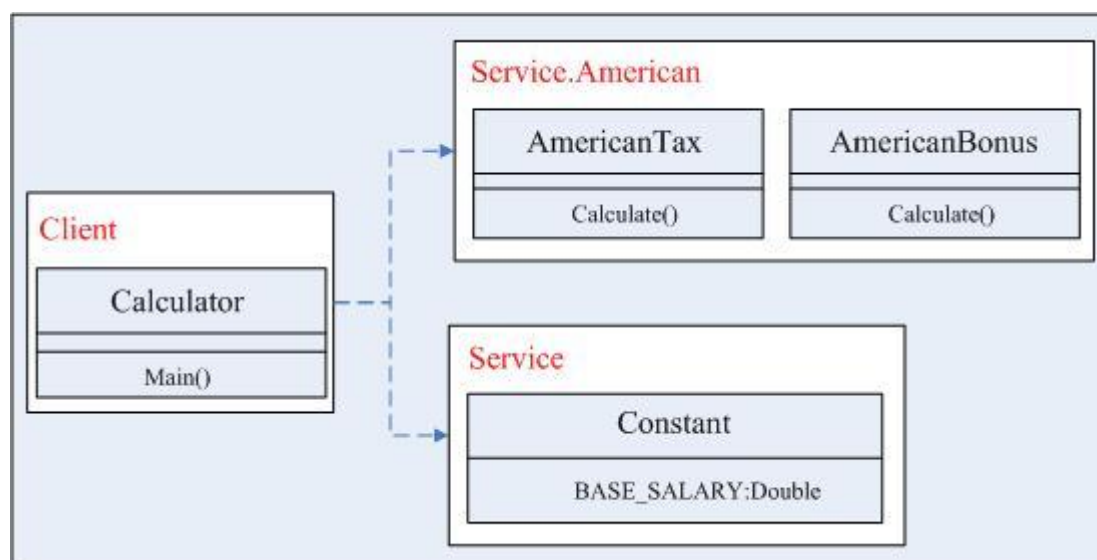 Service.American
AmericanTax
Calculate()
AmericanBonus
Calculate()
Client
Calculator
Main()
Service
Constant
BASE_SALARY:Double